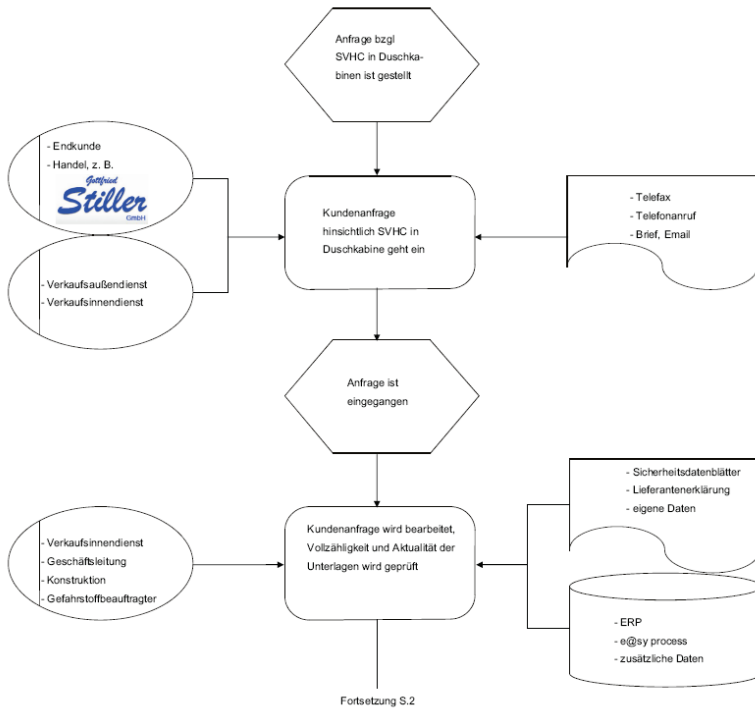 Anfrage bzgl
SVHC in Duschka-
binen ist gestellt
- Endkunde
- Handel, z. B.
Gottfried
Stiller
GmbH
- Telefax
- Telefonanruf
- Brief, Email
Kundenanfrage
hinsichtlich SVHC in
Duschkabine geht ein
- Verkaufsaußendienst
- Verkaufsinnendienst
Anfrage ist
eingegangen
- Sicherheitsdatenblätter
- Lieferantenerklärung
- eigene Daten
Kundenanfrage wird bearbeitet,
Vollzähligkeit und Aktualität der
Unterlagen wird geprüft
- Verkaufsinnendienst
- Geschäftsleitung
- Konstruktion
- Gefahrstoffbeauftragter
- ERP
- e@sy process
- zusätzliche Daten
Fortsetzung S.2